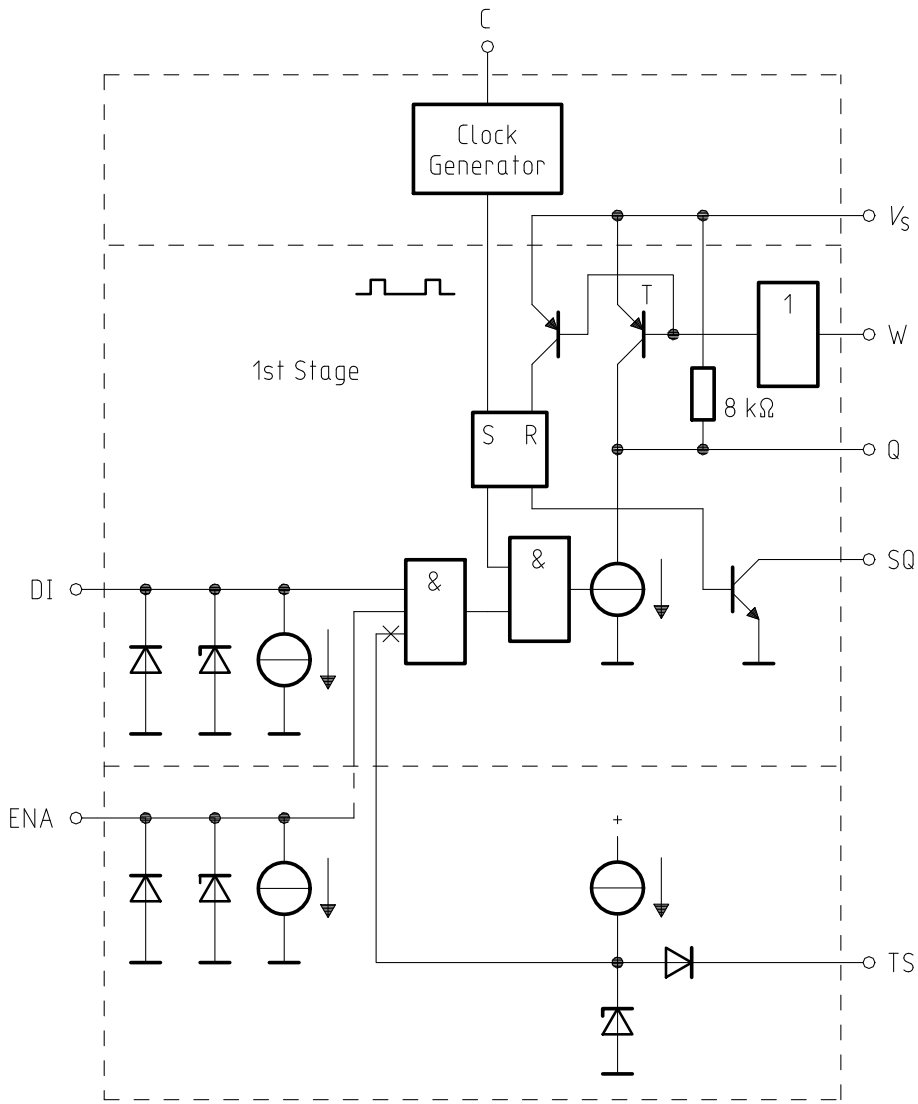 C
Clock
Generator
Vs
T
1
W
1st Stage
8 kΩ
S R
Q
SQ
DI
&
&
ENA
+
TS